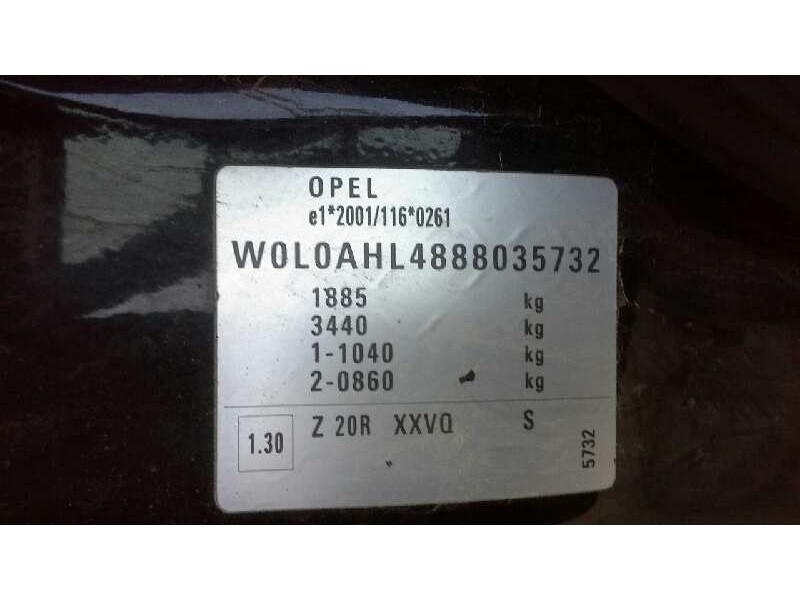 OPEL
e1*2001/116*0261
W0L0AHL4888035732
1885 kg
3440 kg
1-1040 kg
2-0860 kg
1.30 Z 20R XXVQ S
5732